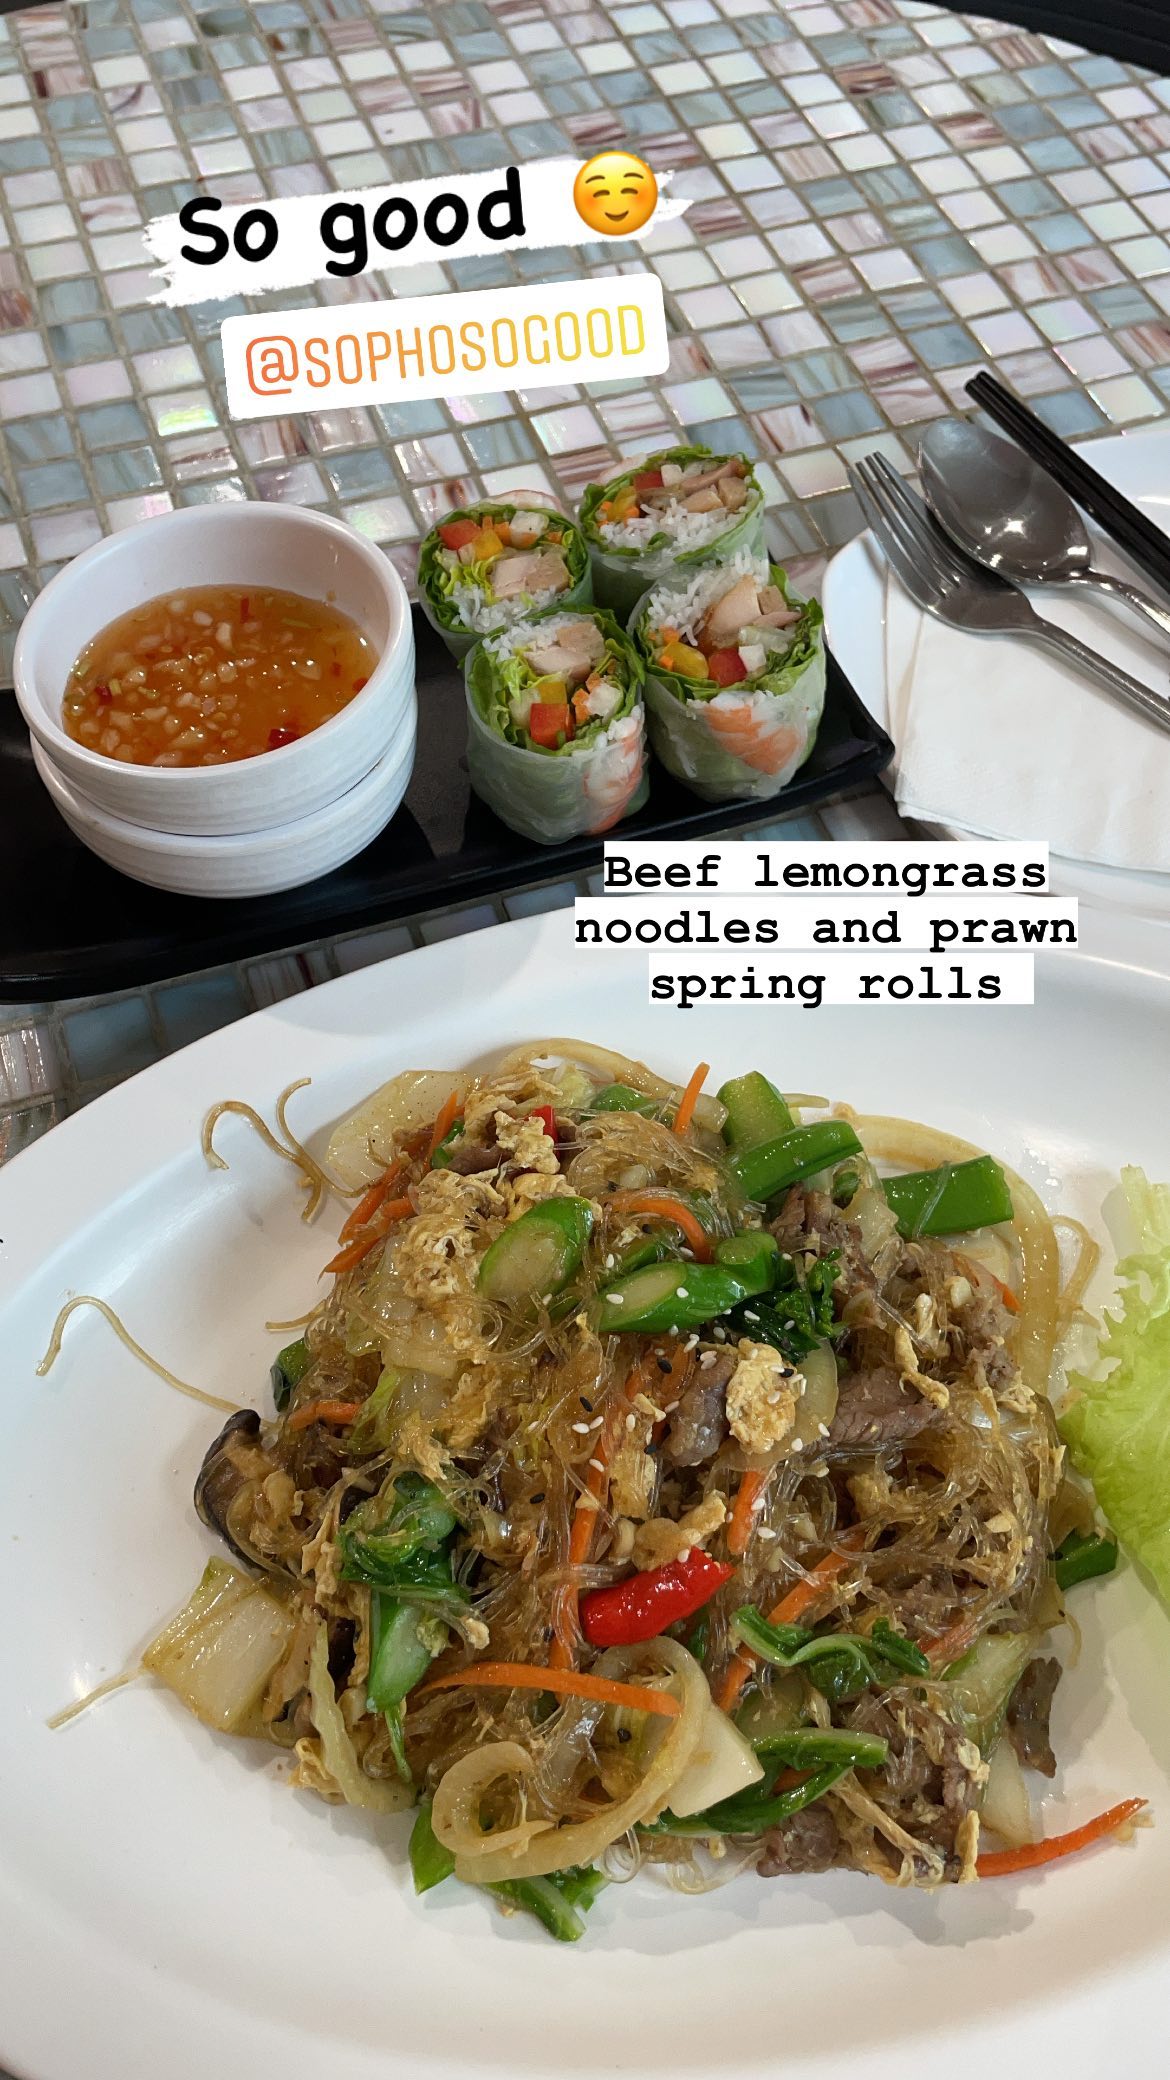 So good ☺️
@SOPHOSOGOOD
Beef lemongrass
noodles and prawn
spring rolls